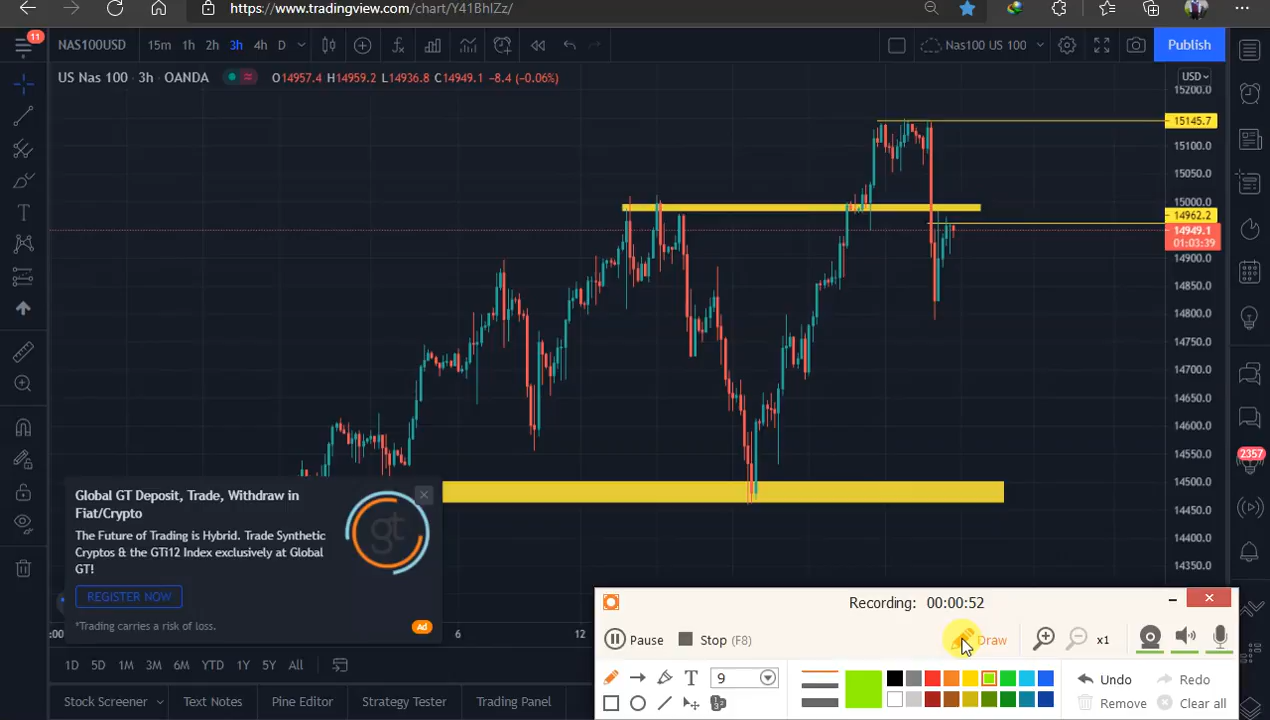 https://www.tradingview.com/chart/Y41BhlZz/
11
NAS100USD 15m 1h 2h 3h 4h D Nas100 US 100 Publish
US Nas 100 · 3h · OANDA O14957.4 H14959.2 L14936.8 C14949.1 −8.4 (−0.06%)
USD
15200.0
15145.7
15100.0
15050.0
15000.0
14962.2
14949.1
01:03:39
14900.0
14850.0
14800.0
14750.0
14700.0
14650.0
14600.0
14550.0
14500.0
14450.0
14400.0
14350.0
2357
Global GT Deposit, Trade, Withdraw in
Fiat/Crypto
The Future of Trading is Hybrid. Trade Synthetic
Cryptos & the GTi12 Index exclusively at Global
GT!
REGISTER NOW
*Trading carries a risk of loss.
Ad
gt
:00 6 12
Recording: 00:00:52
Pause Stop (F8) Draw x1
T 9
Undo Redo
Remove Clear all
1D 5D 1M 3M 6M YTD 1Y 5Y All
Stock Screener Text Notes Pine Editor Strategy Tester Trading Panel